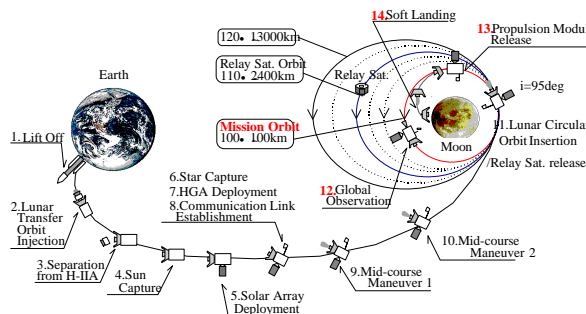 14.Soft Landing
13.Propulsion Module
Release
120×13000km
Earth
Relay Sat. Orbit
110×2400km
Relay Sat.
i=95deg
1.Lift Off
Mission Orbit
100×100km
Moon
11.Lunar Circular
Orbit Insertion
/Relay Sat. release
6.Star Capture
7.HGA Deployment
8.Communication Link
Establishment
12.Global
Observation
2.Lunar
Transfer
Orbit
Injection
10.Mid-course
Maneuver 2
3.Separation
from H-IIA
4.Sun
Capture
9.Mid-course
Maneuver 1
5.Solar Array
Deployment